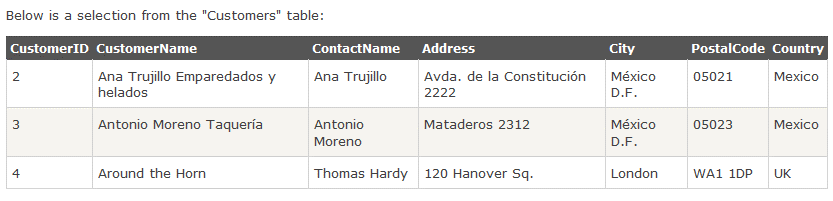 Below is a selection from the "Customers" table:
CustomerID CustomerName ContactName Address City PostalCode Country
2 Ana Trujillo Emparedados y helados Ana Trujillo Avda. de la Constitución 2222 México D.F. 05021 Mexico
3 Antonio Moreno Taquería Antonio Moreno Mataderos 2312 México D.F. 05023 Mexico
4 Around the Horn Thomas Hardy 120 Hanover Sq. London WA1 1DP UK